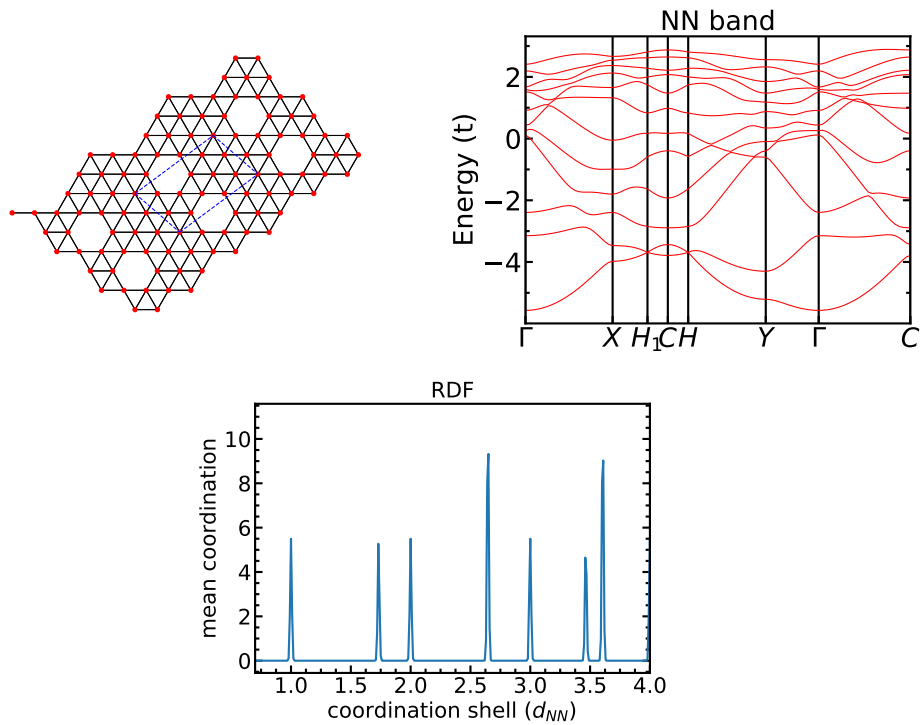 NN band
Energy (t)
2
0
−2
−4
Γ X H₁ C H Y Γ C
RDF
mean coordination
10
8
6
4
2
0
1.0 1.5 2.0 2.5 3.0 3.5 4.0
coordination shell (d_NN)